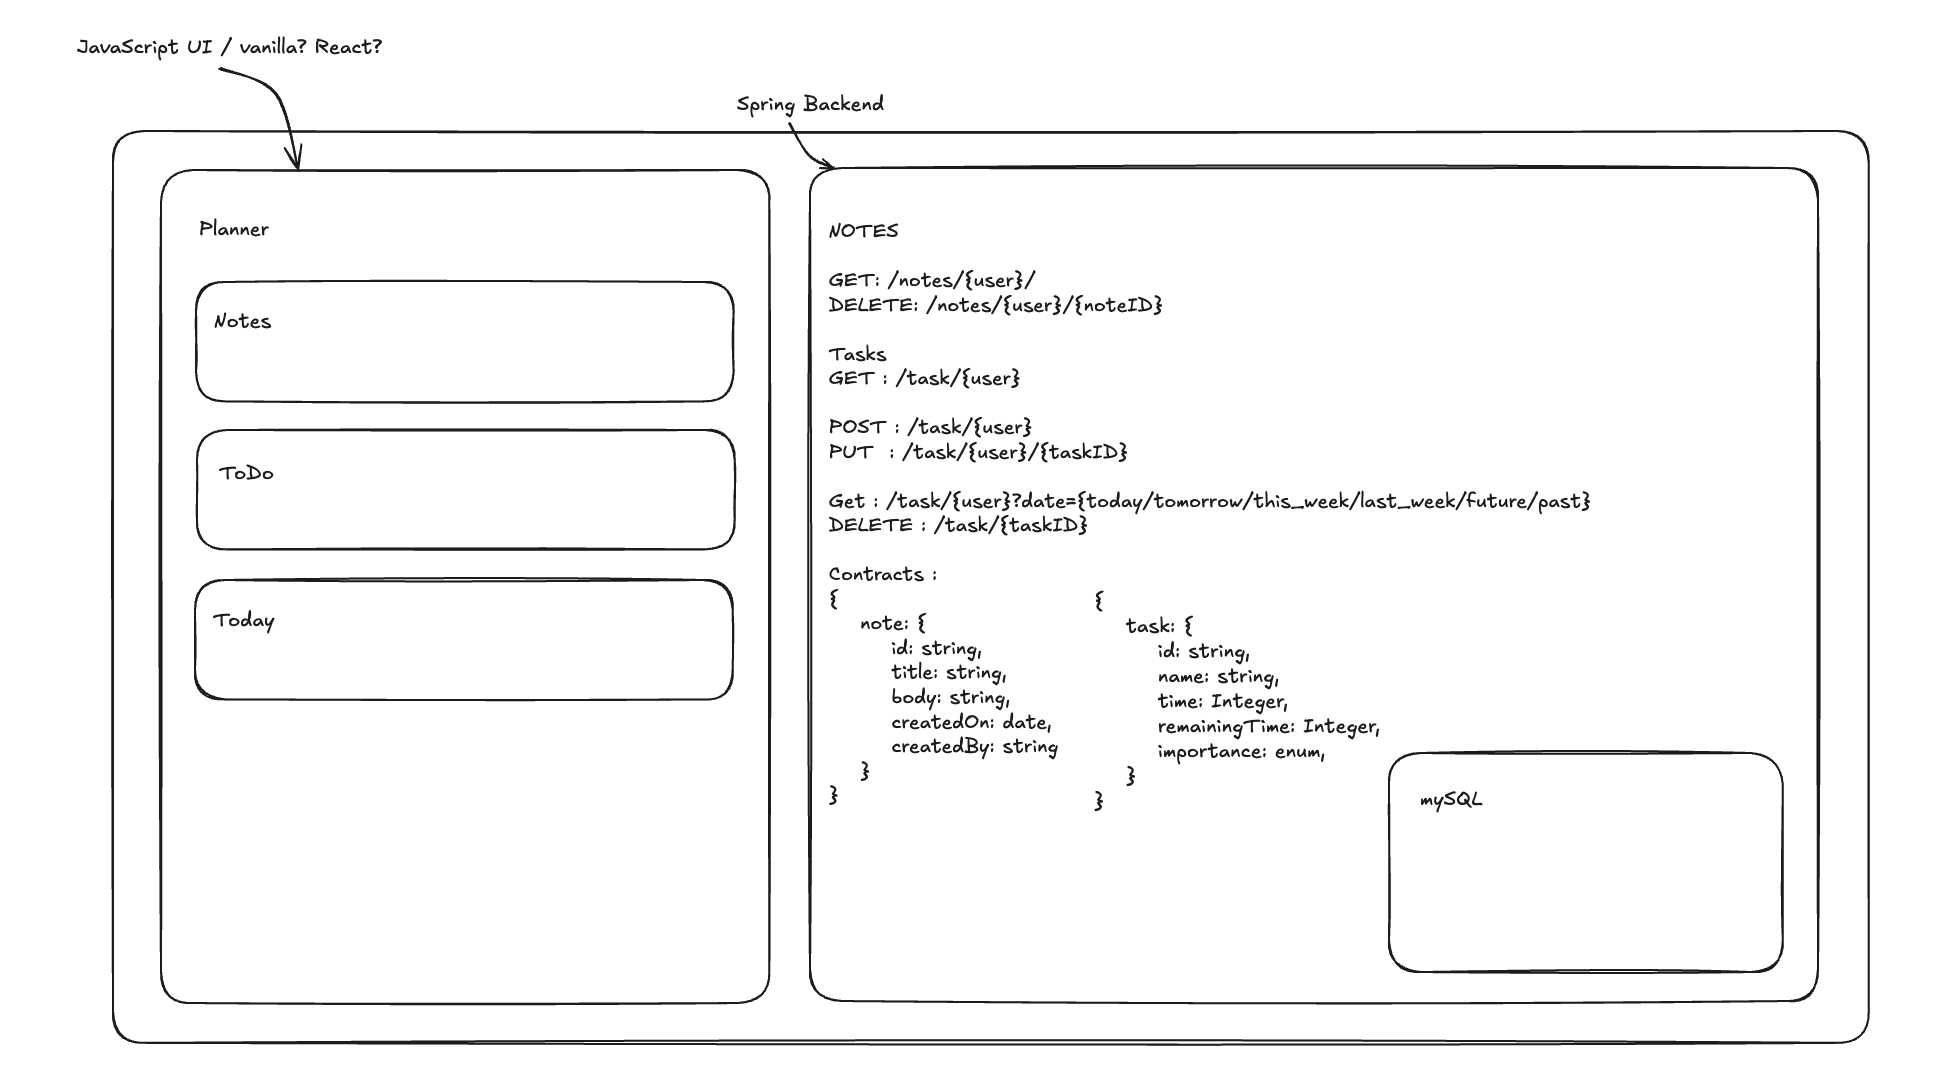 JavaScript UI / vanilla? React?
Spring Backend
Planner
Notes
ToDo
Today
NOTES
GET: /notes/{user}/
DELETE: /notes/{user}/{noteID}
Tasks
GET : /task/{user}
POST : /task/{user}
PUT : /task/{user}/{taskID}
Get : /task/{user}?date={today/tomorrow/this_week/last_week/future/past}
DELETE : /task/{taskID}
Contracts :
{
note: {
id: string,
title: string,
body: string,
createdOn: date,
createdBy: string
}
}
{
task: {
id: string,
name: string,
time: Integer,
remainingTime: Integer,
importance: enum,
}
}
mySQL